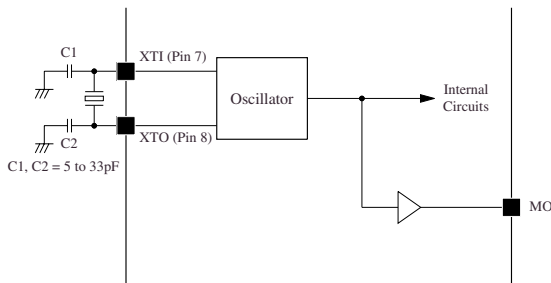 C1
XTI (Pin 7)
Oscillator
Internal
Circuits
C2
XTO (Pin 8)
C1, C2 = 5 to 33pF
MO